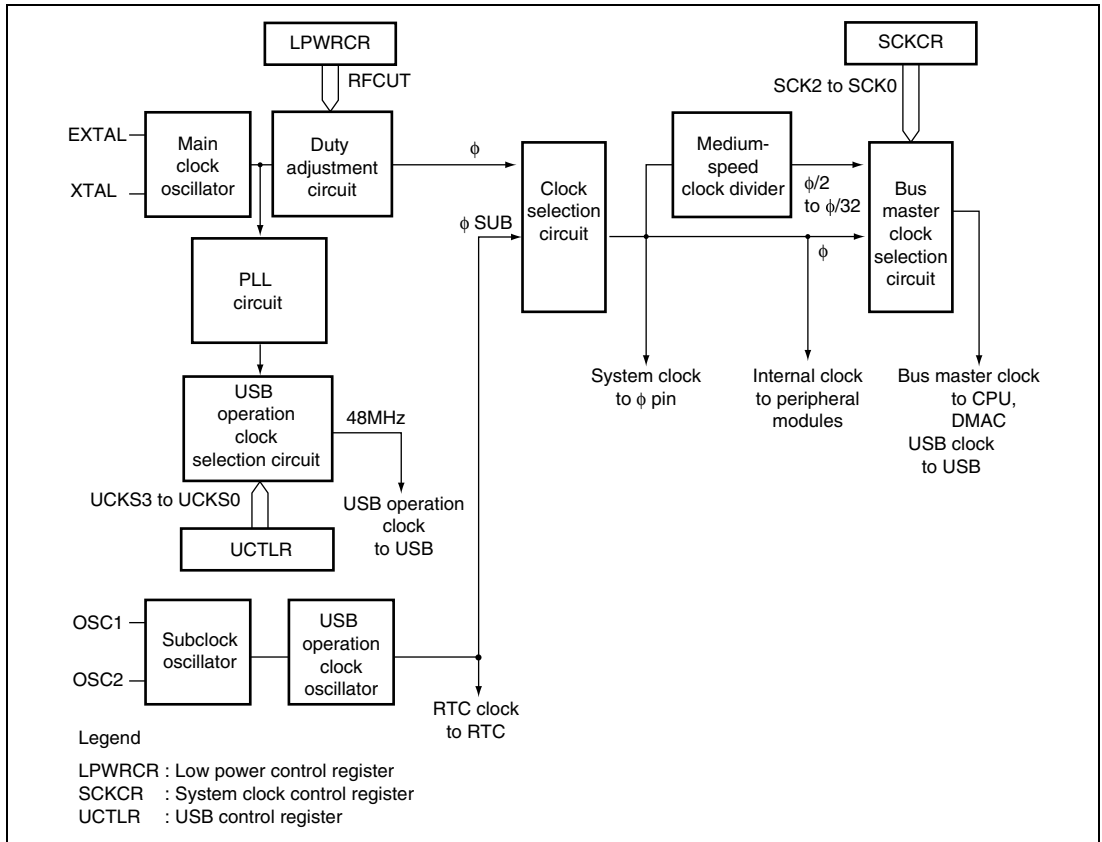 LPWRCR
RFCUT
SCKCR
SCK2 to SCK0
EXTAL
XTAL
Main
clock
oscillator
Duty
adjustment
circuit
ϕ
ϕ SUB
Clock
selection
circuit
Medium-
speed
clock divider
ϕ/2
to ϕ/32
ϕ
Bus
master
clock
selection
circuit
PLL
circuit
USB
operation
clock
selection circuit
48MHz
UCKS3 to UCKS0
UCTLR
USB operation
clock
to USB
System clock
to ϕ pin
Internal clock
to peripheral
modules
Bus master clock
to CPU,
DMAC
USB clock
to USB
OSC1
OSC2
Subclock
oscillator
USB
operation
clock
oscillator
RTC clock
to RTC
Legend
LPWRCR : Low power control register
SCKCR : System clock control register
UCTLR : USB control register